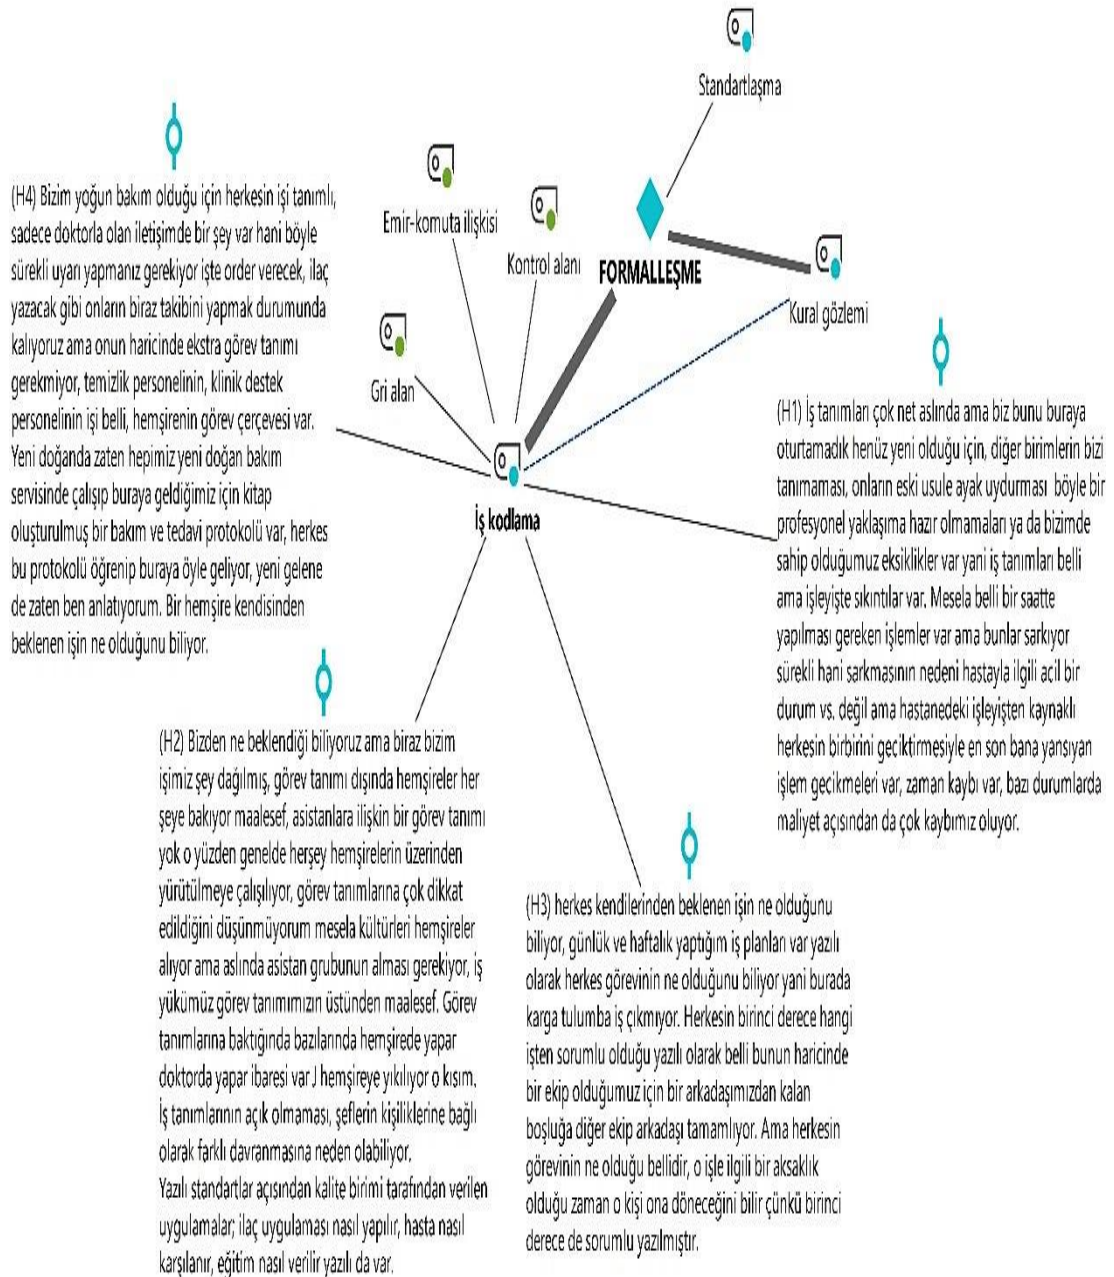 Standartlaşma
Emir-komuta ilişkisi
Kontrol alanı
FORMALLEŞME
Kural gözlemi
Gri alan
İş kodlama
(H4) Bizim yoğun bakım olduğu için herkesin işi tanımlı,
sadece doktorla olan iletişimde bir şey var hani böyle
sürekli uyarı yapmanız gerekiyor işte order verecek, ilaç
yazacak gibi onların biraz takibini yapmak durumunda
kalıyoruz ama onun haricinde ekstra görev tanımı
gerekmiyor, temizlik personelinin, klinik destek
personelinin işi belli, hemşirenin görev çerçevesi var.
Yeni doğanda zaten hepimiz yeni doğan bakım
servisinde çalışıp buraya geldiğimiz için kitap
oluşturulmuş bir bakım ve tedavi protokolü var, herkes
bu protokolü öğrenip buraya öyle geliyor, yeni gelene
de zaten ben anlatıyorum. Bir hemşire kendisinden
beklenen işin ne olduğunu biliyor.
(H1) İş tanımları çok net aslında ama biz bunu buraya
oturtamadık henüz yeni olduğu için, diğer birimlerin bizi
tanımaması, onların eski usule ayak uydurması böyle bir
profesyonel yaklaşıma hazır olmamaları ya da bizimde
sahip olduğumuz eksiklikler var yani iş tanımları belli
ama işleyişte sıkıntılar var. Mesela belli bir saatte
yapılması gereken işlemler var ama bunlar sarkıyor
sürekli hani sarkmasının nedeni hastayla ilgili acil bir
durum vs. değil ama hastanedeki işleyişten kaynaklı
herkesin birbirini geciktirmesiyle en son bana yansıyan
işlem gecikmeleri var, zaman kaybı var, bazı durumlarda
maliyet açısından da çok kaybımız oluyor.
(H2) Bizden ne beklendiği biliyoruz ama biraz bizim
işimiz şey dağılmış, görev tanımı dışında hemşireler her
şeye bakıyor maalesef, asistanlara ilişkin bir görev tanımı
yok o yüzden genelde herşey hemşirelerin üzerinden
yürütülmeye çalışılıyor, görev tanımlarına çok dikkat
edildiğini düşünmüyorum mesela kültürleri hemşireler
alıyor ama aslında asistan grubunun alması gerekiyor, iş
yükümüz görev tanımımızın üstünden maalesef. Görev
tanımlarına baktığında bazılarında hemşirede yapar
doktorda yapar ibaresi var J hemşireye yıkılıyor o kısım.
İş tanımlarının açık olmaması, şeflerin kişiliklerine bağlı
olarak farklı davranmasına neden olabiliyor.
Yazılı standartlar açısından kalite birimi tarafından verilen
uygulamalar; ilaç uygulaması nasıl yapılır, hasta nasıl
karşılanır, eğitim nasıl verilir yazılı da var.
(H3) herkes kendilerinden beklenen işin ne olduğunu
biliyor, günlük ve haftalık yaptığım iş planları var yazılı
olarak herkes görevinin ne olduğunu biliyor yani burada
karga tulumba iş çıkmıyor. Herkesin birinci derece hangi
işten sorumlu olduğu yazılı olarak belli bunun haricinde
bir ekip olduğumuz için bir arkadaşımızdan kalan
boşluğa diğer ekip arkadaşı tamamlıyor. Ama herkesin
görevinin ne olduğu bellidir, o işle ilgili bir aksaklık
olduğu zaman o kişi ona döneceğini bilir çünkü birinci
derece de sorumlu yazılmıştır.